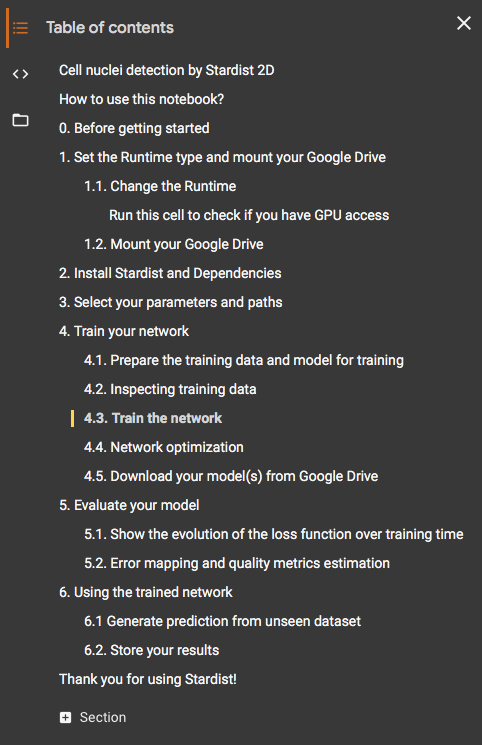 Table of contents
Cell nuclei detection by Stardist 2D
How to use this notebook?
0. Before getting started
1. Set the Runtime type and mount your Google Drive
1.1. Change the Runtime
Run this cell to check if you have GPU access
1.2. Mount your Google Drive
2. Install Stardist and Dependencies
3. Select your parameters and paths
4. Train your network
4.1. Prepare the training data and model for training
4.2. Inspecting training data
4.3. Train the network
4.4. Network optimization
4.5. Download your model(s) from Google Drive
5. Evaluate your model
5.1. Show the evolution of the loss function over training time
5.2. Error mapping and quality metrics estimation
6. Using the trained network
6.1 Generate prediction from unseen dataset
6.2. Store your results
Thank you for using Stardist!
Section